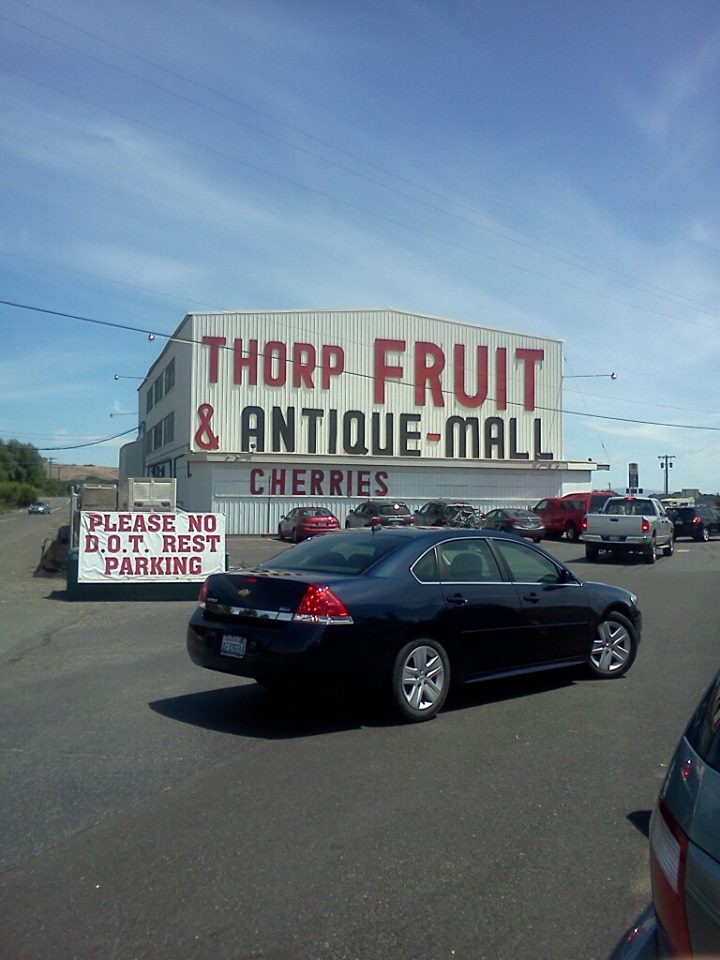 THORP FRUIT
& ANTIQUE-MALL
CHERRIES
PLEASE NO
D.O.T. REST
PARKING